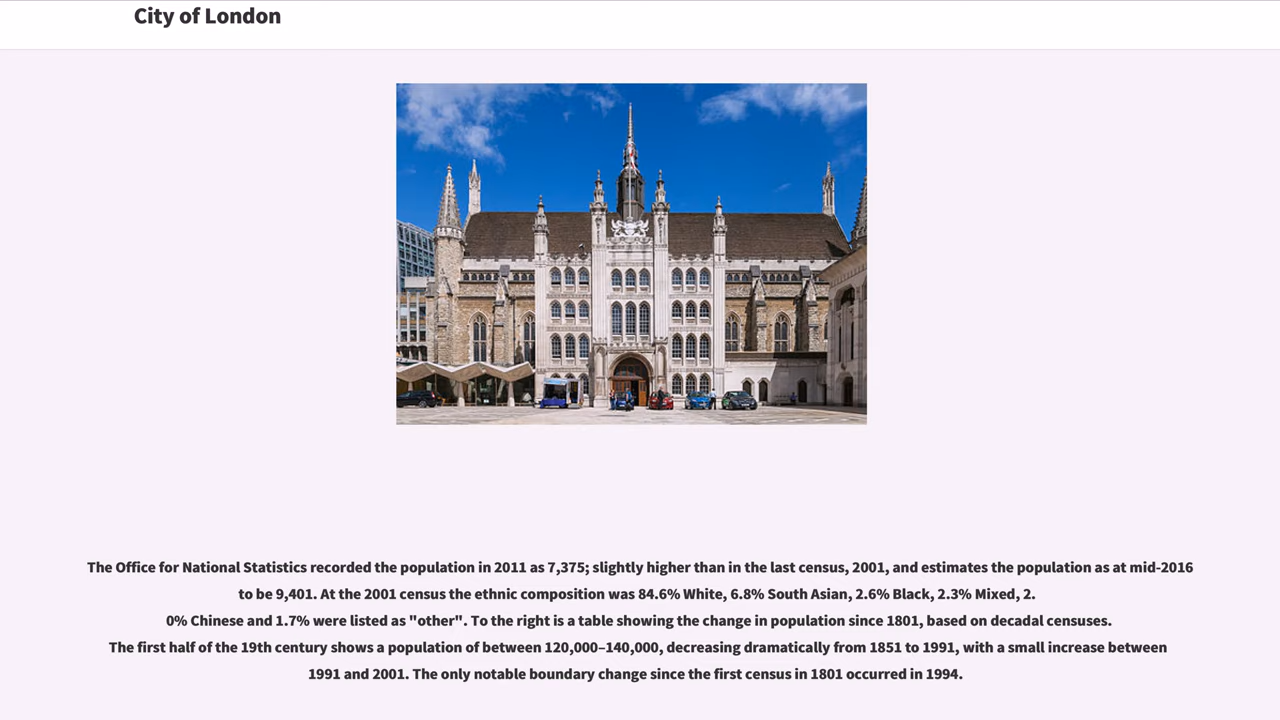 City of London
The Office for National Statistics recorded the population in 2011 as 7,375; slightly higher than in the last census, 2001, and estimates the population as at mid-2016
to be 9,401. At the 2001 census the ethnic composition was 84.6% White, 6.8% South Asian, 2.6% Black, 2.3% Mixed, 2.
0% Chinese and 1.7% were listed as "other". To the right is a table showing the change in population since 1801, based on decadal censuses.
The first half of the 19th century shows a population of between 120,000–140,000, decreasing dramatically from 1851 to 1991, with a small increase between
1991 and 2001. The only notable boundary change since the first census in 1801 occurred in 1994.